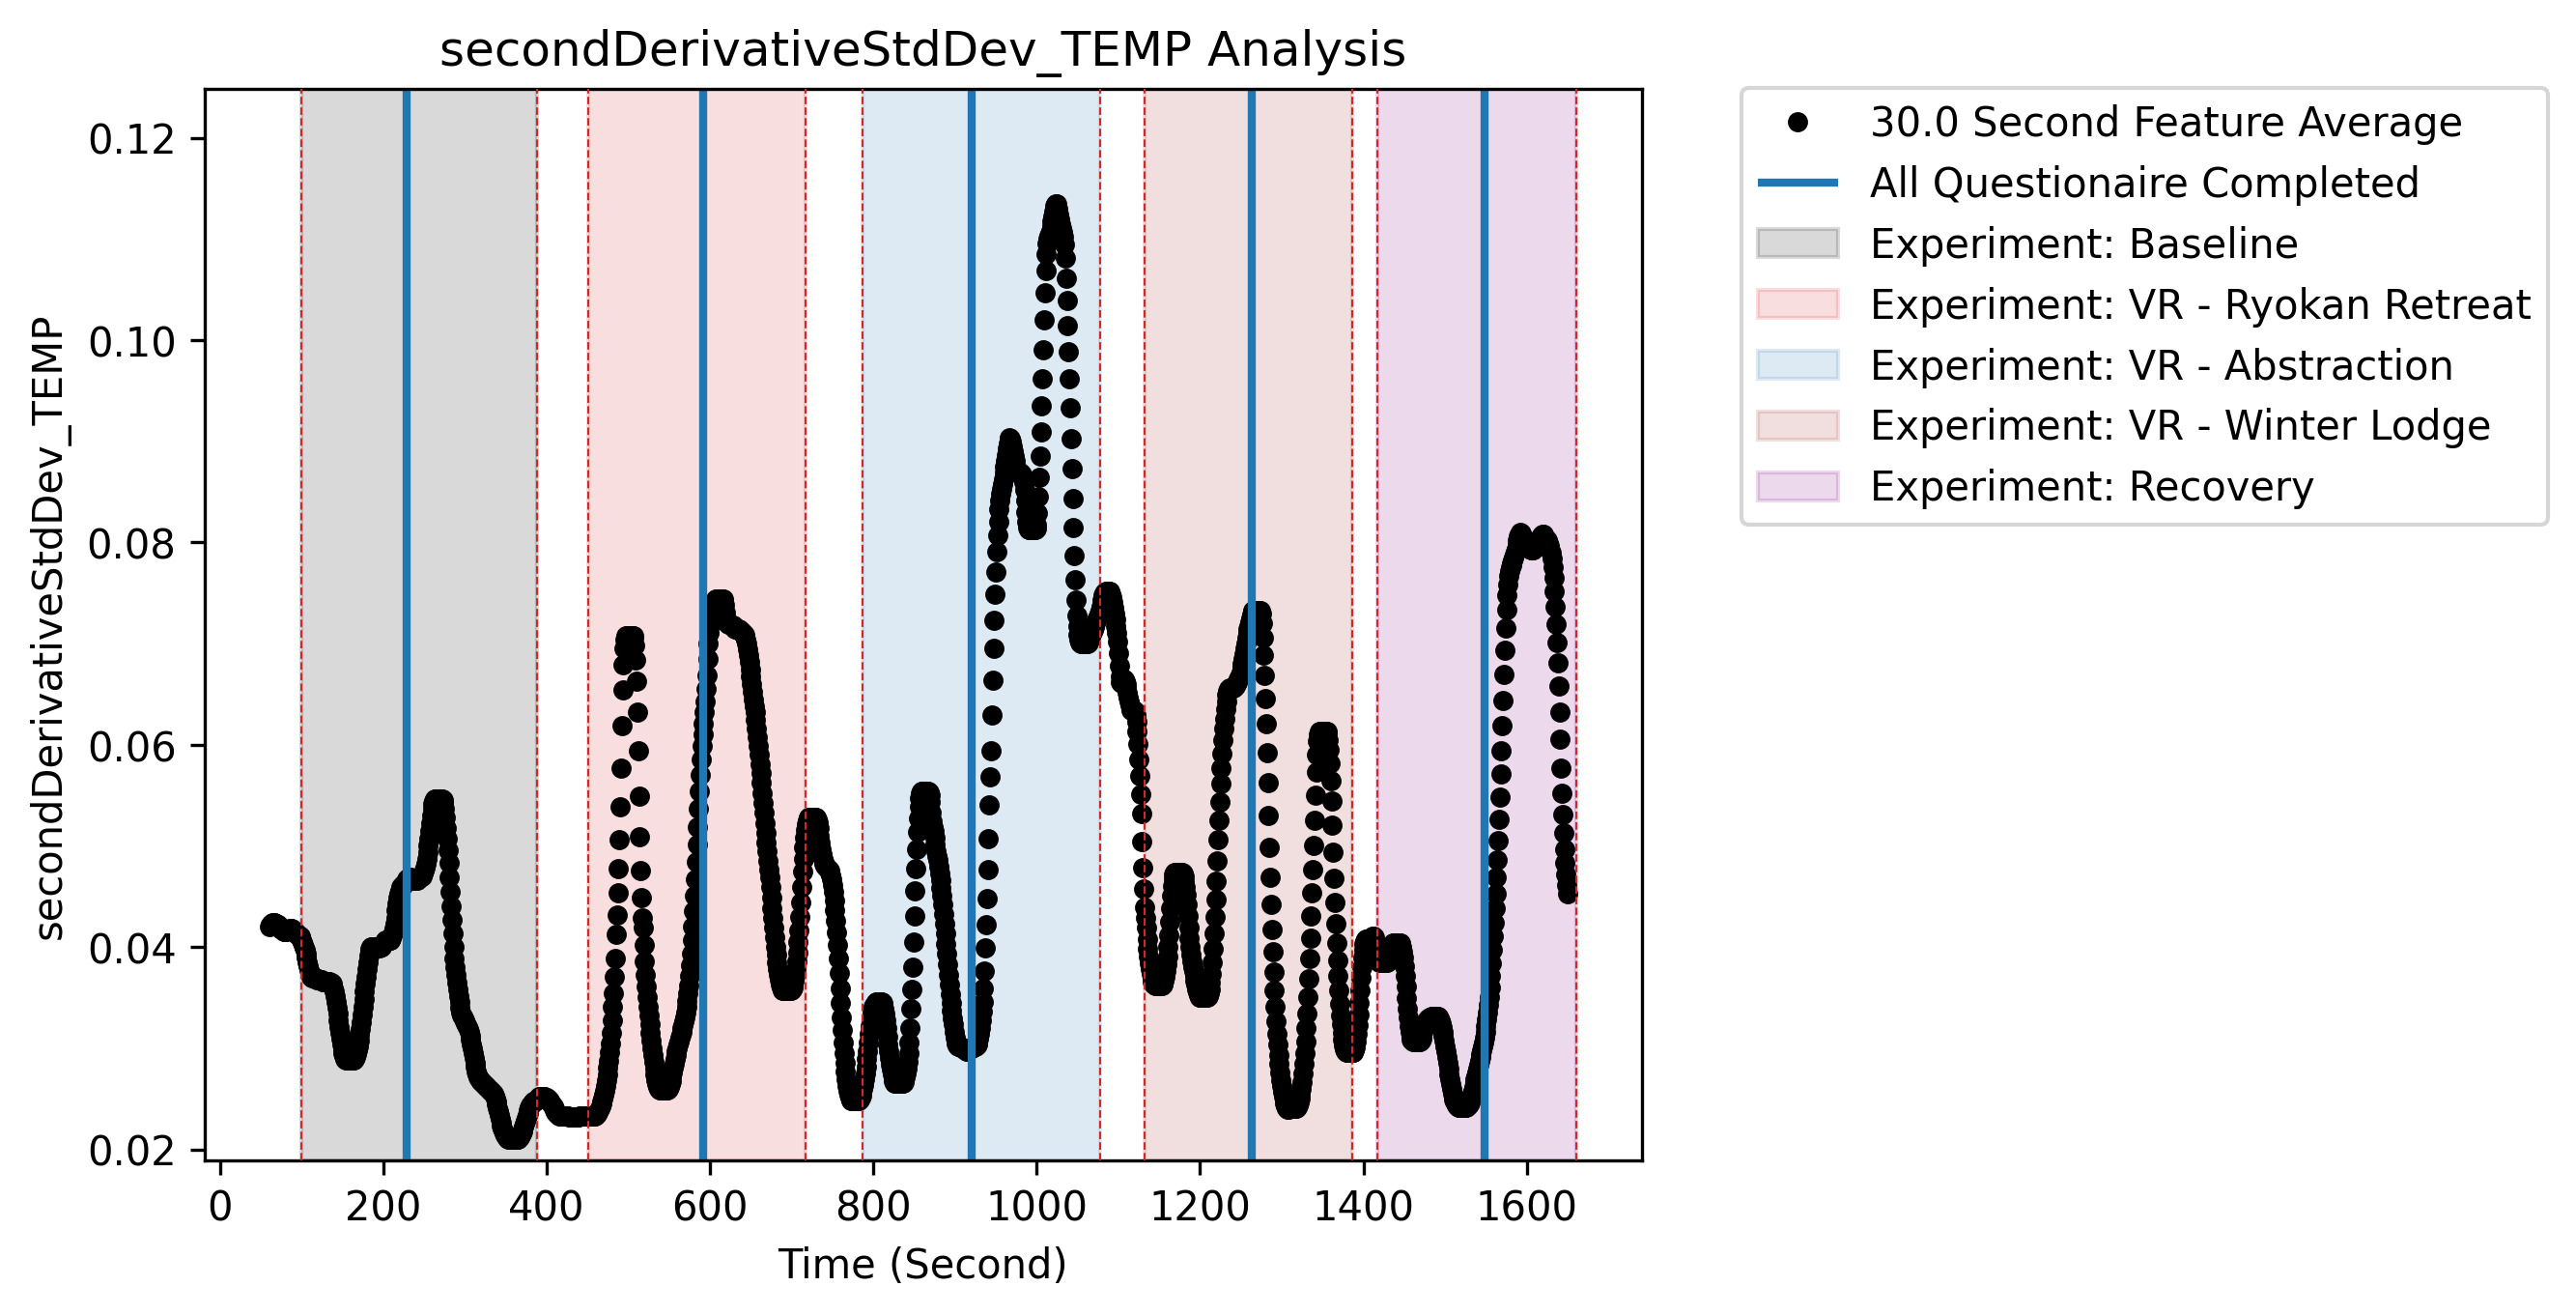 secondDerivativeStdDev_TEMP Analysis
secondDerivativeStdDev_TEMP
0.12
0.10
0.08
0.06
0.04
0.02
0 200 400 600 800 1000 1200 1400 1600
Time (Second)
30.0 Second Feature Average
All Questionaire Completed
Experiment: Baseline
Experiment: VR - Ryokan Retreat
Experiment: VR - Abstraction
Experiment: VR - Winter Lodge
Experiment: Recovery